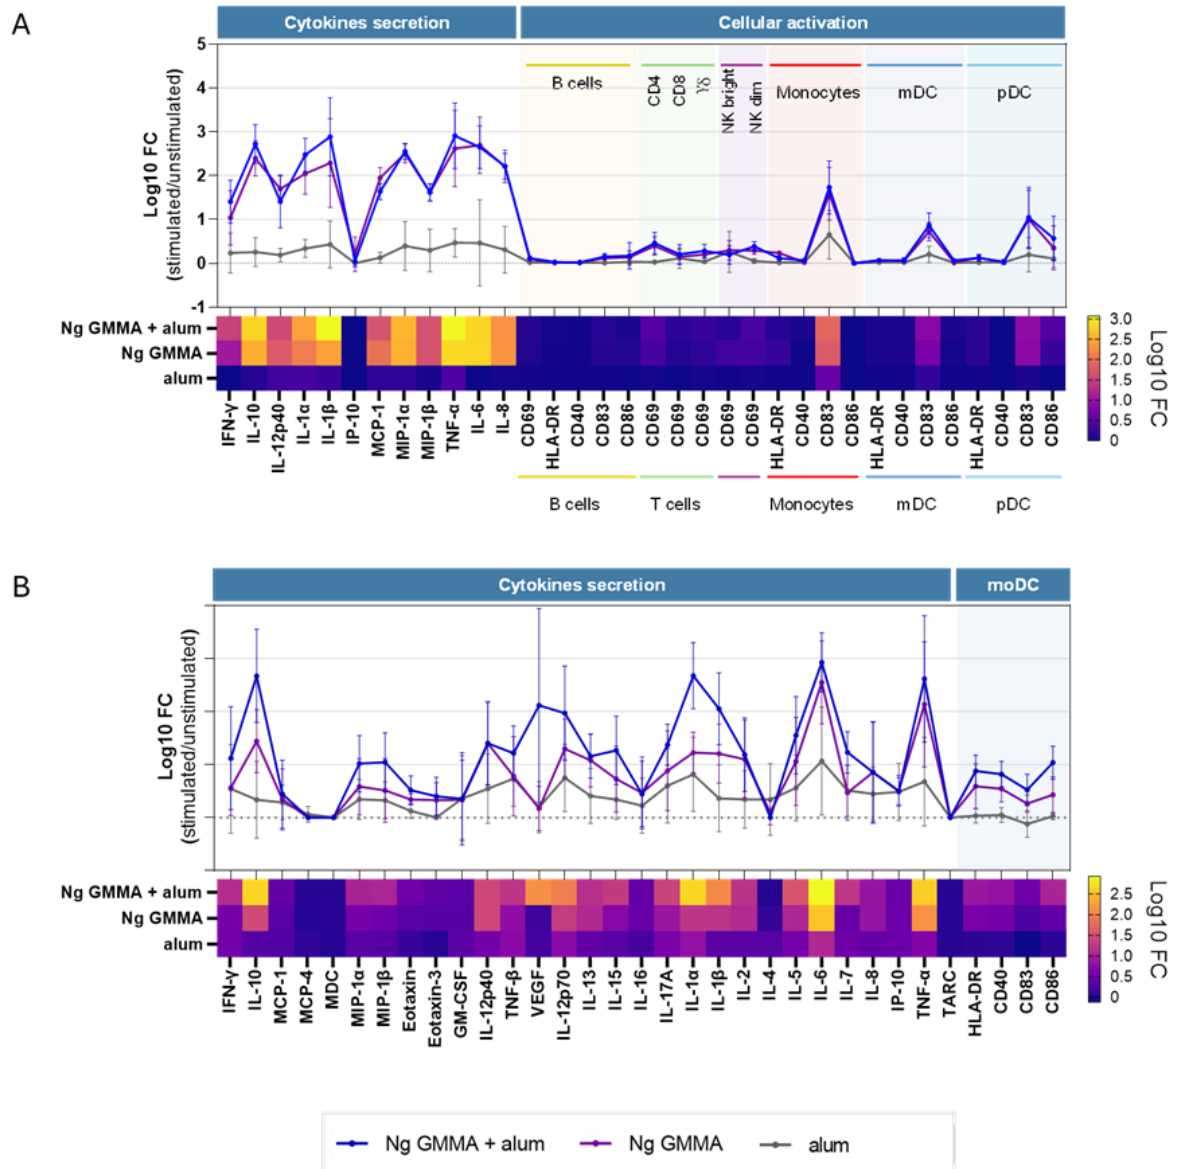 A
Cytokines secretion
Cellular activation
5
4
3
2
1
0
-1
Log10 FC
(stimulated/unstimulated)
B cells
CD4
CD8
γδ
NK bright
NK dim
Monocytes
mDC
pDC
Ng GMMA + alum
Ng GMMA
alum
3.0
2.5
2.0
1.5
1.0
0.5
0
Log10 FC
IFN-γ
IL-10
IL-12p40
IL-1α
IL-1β
IP-10
MCP-1
MIP-1α
MIP-1β
TNF-α
IL-6
IL-8
CD69
HLA-DR
CD40
CD83
CD86
CD69
CD69
CD69
CD69
CD69
HLA-DR
CD40
CD83
CD86
HLA-DR
CD40
CD83
CD86
HLA-DR
CD40
CD83
CD86
B cells
T cells
Monocytes
mDC
pDC
B
Cytokines secretion
moDC
Log10 FC
(stimulated/unstimulated)
Ng GMMA + alum
Ng GMMA
alum
2.5
2.0
1.5
1.0
0.5
0
Log10 FC
IFN-γ
IL-10
MCP-1
MCP-4
MDC
MIP-1α
MIP-1β
Eotaxin
Eotaxin-3
GM-CSF
IL-12p40
TNF-β
VEGF
IL-12p70
IL-13
IL-15
IL-16
IL-17A
IL-1α
IL-1β
IL-2
IL-4
IL-5
IL-6
IL-7
IL-8
IP-10
TNF-α
TARC
HLA-DR
CD40
CD83
CD86
Ng GMMA + alum
Ng GMMA
alum